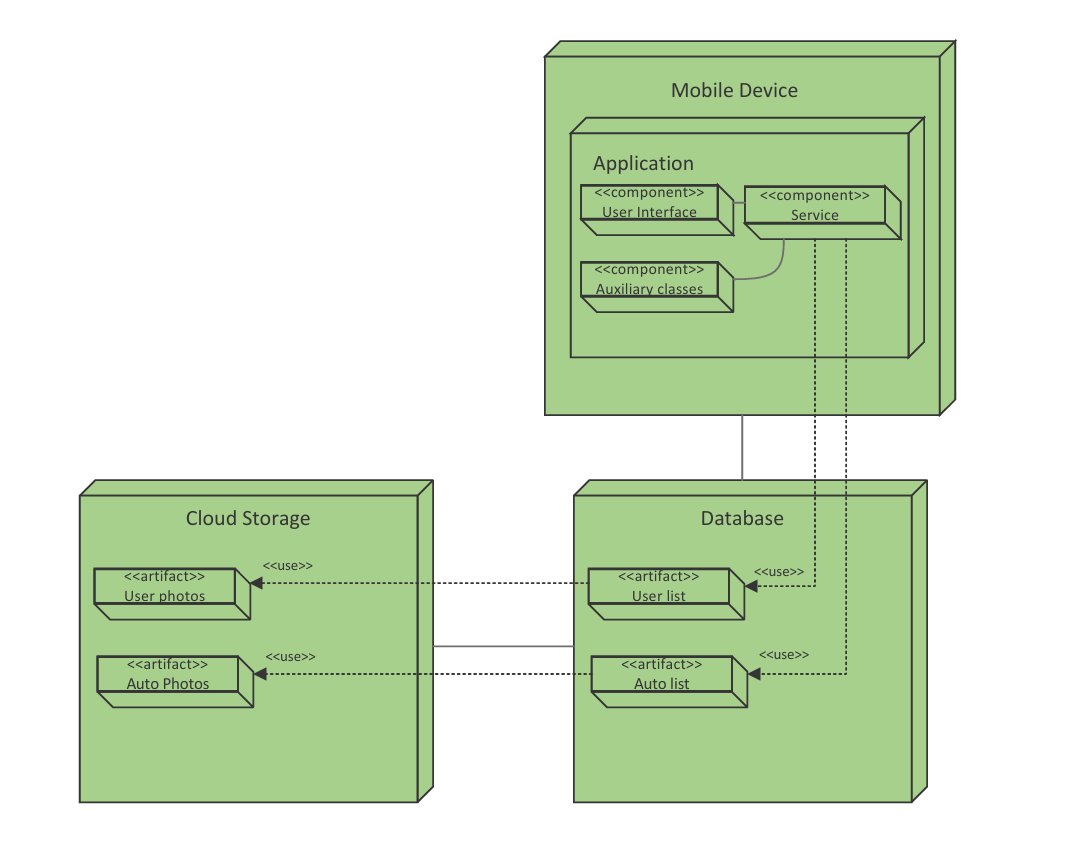 Mobile Device
Application
<<component>>
User Interface
<<component>>
Service
<<component>>
Auxiliary classes
Cloud Storage
<<artifact>>
User photos
<<use>>
<<artifact>>
Auto Photos
<<use>>
Database
<<artifact>>
User list
<<use>>
<<artifact>>
Auto list
<<use>>